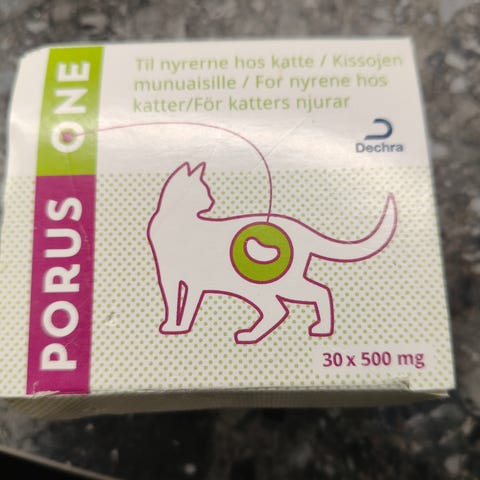 PORUS ONE
Til nyrerne hos katte / Kissojen
munuaisille / For nyrene hos
katter/För katters njurar
Dechra
30 x 500 mg